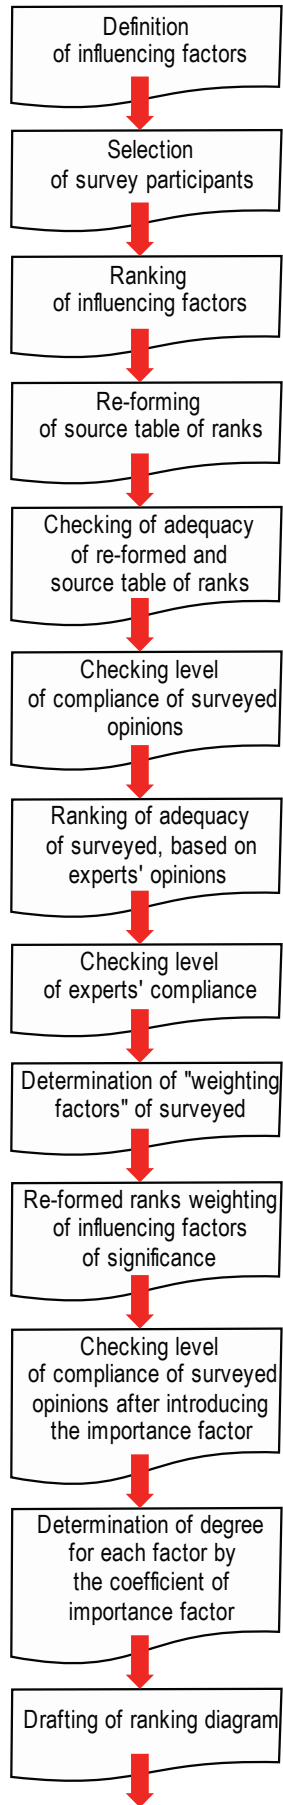 Definition
of influencing factors
Selection
of survey participants
Ranking
of influencing factors
Re-forming
of source table of ranks
Checking of adequacy
of re-formed and
source table of ranks
Checking level
of compliance of surveyed
opinions
Ranking of adequacy
of surveyed, based on
experts' opinions
Checking level
of experts' compliance
Determination of "weighting
factors" of surveyed
Re-formed ranks weighting
of influencing factors
of significance
Checking level
of compliance of surveyed
opinions after introducing
the importance factor
Determination of degree
for each factor by
the coefficient of
importance factor
Drafting of ranking diagram